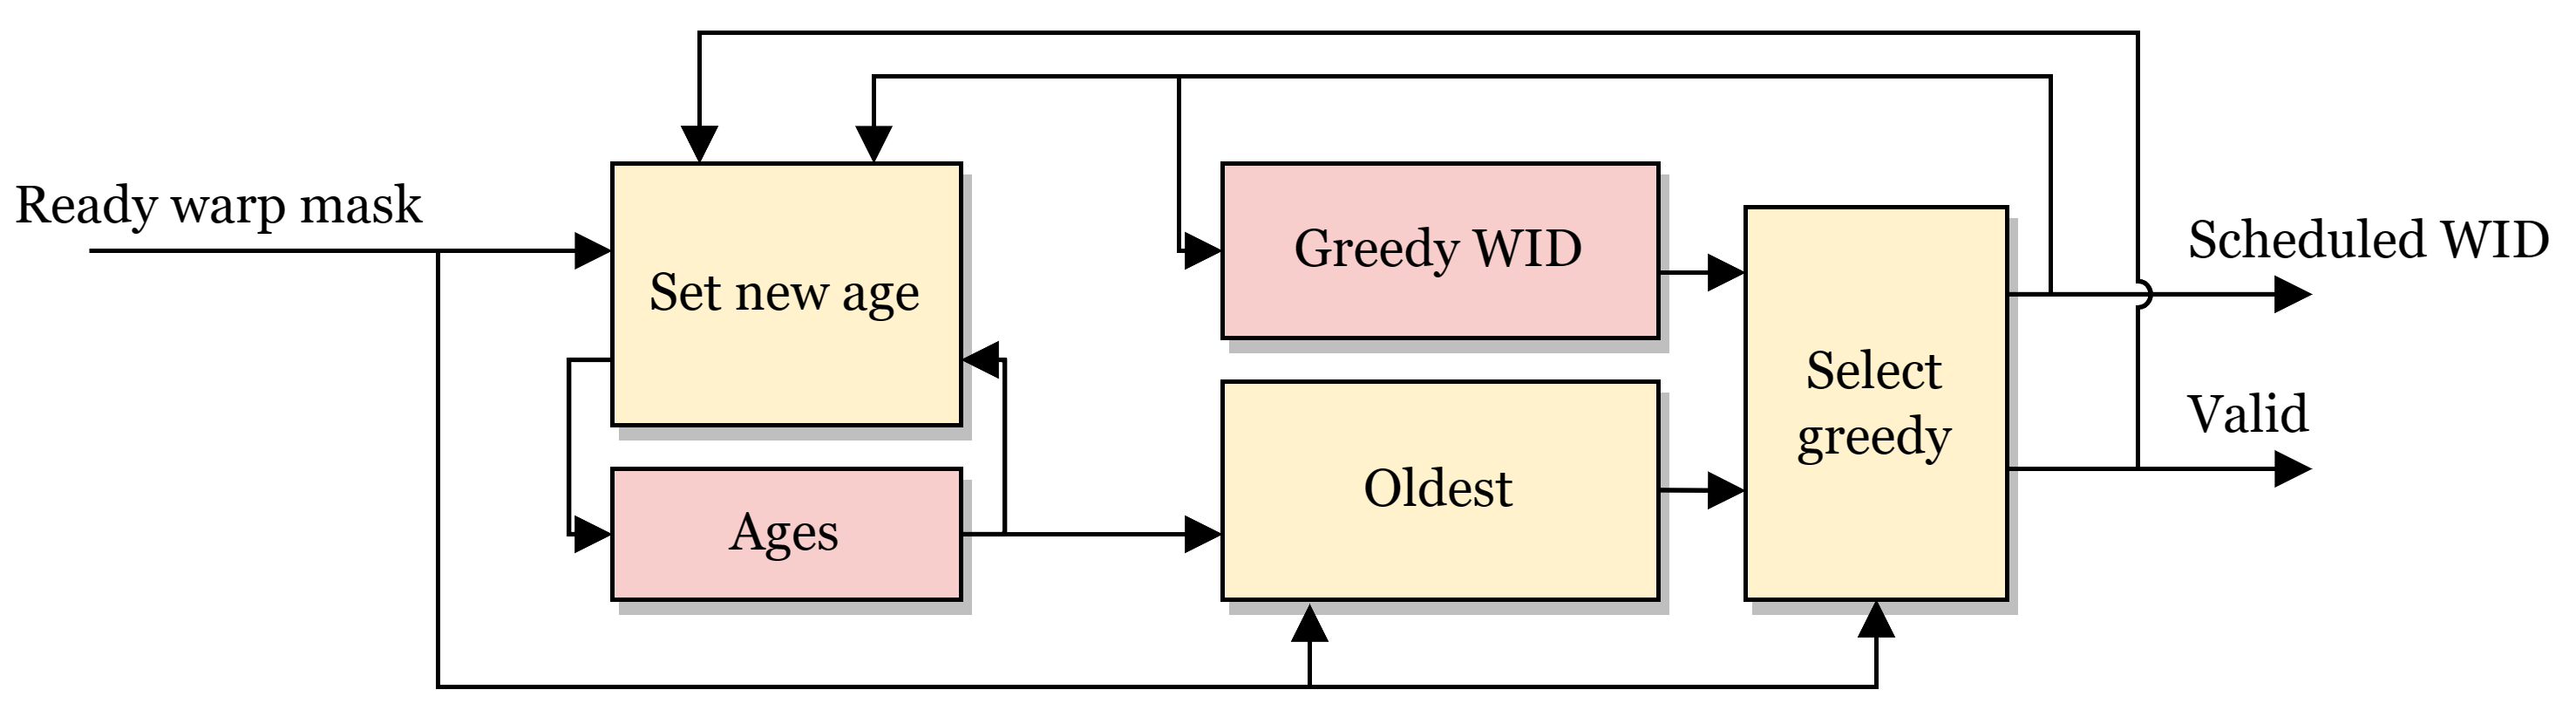 Ready warp mask
Set new age
Ages
Greedy WID
Oldest
Select
greedy
Scheduled WID
Valid